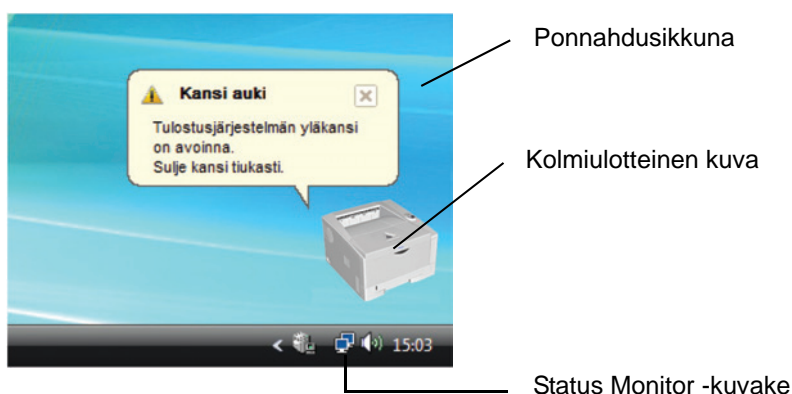 Ponnahdusikkuna
Kansi auki
Tulostusjärjestelmän yläkansi
on avoinna.
Sulje kansi tiukasti.
Kolmiulotteinen kuva
15:03
Status Monitor -kuvake